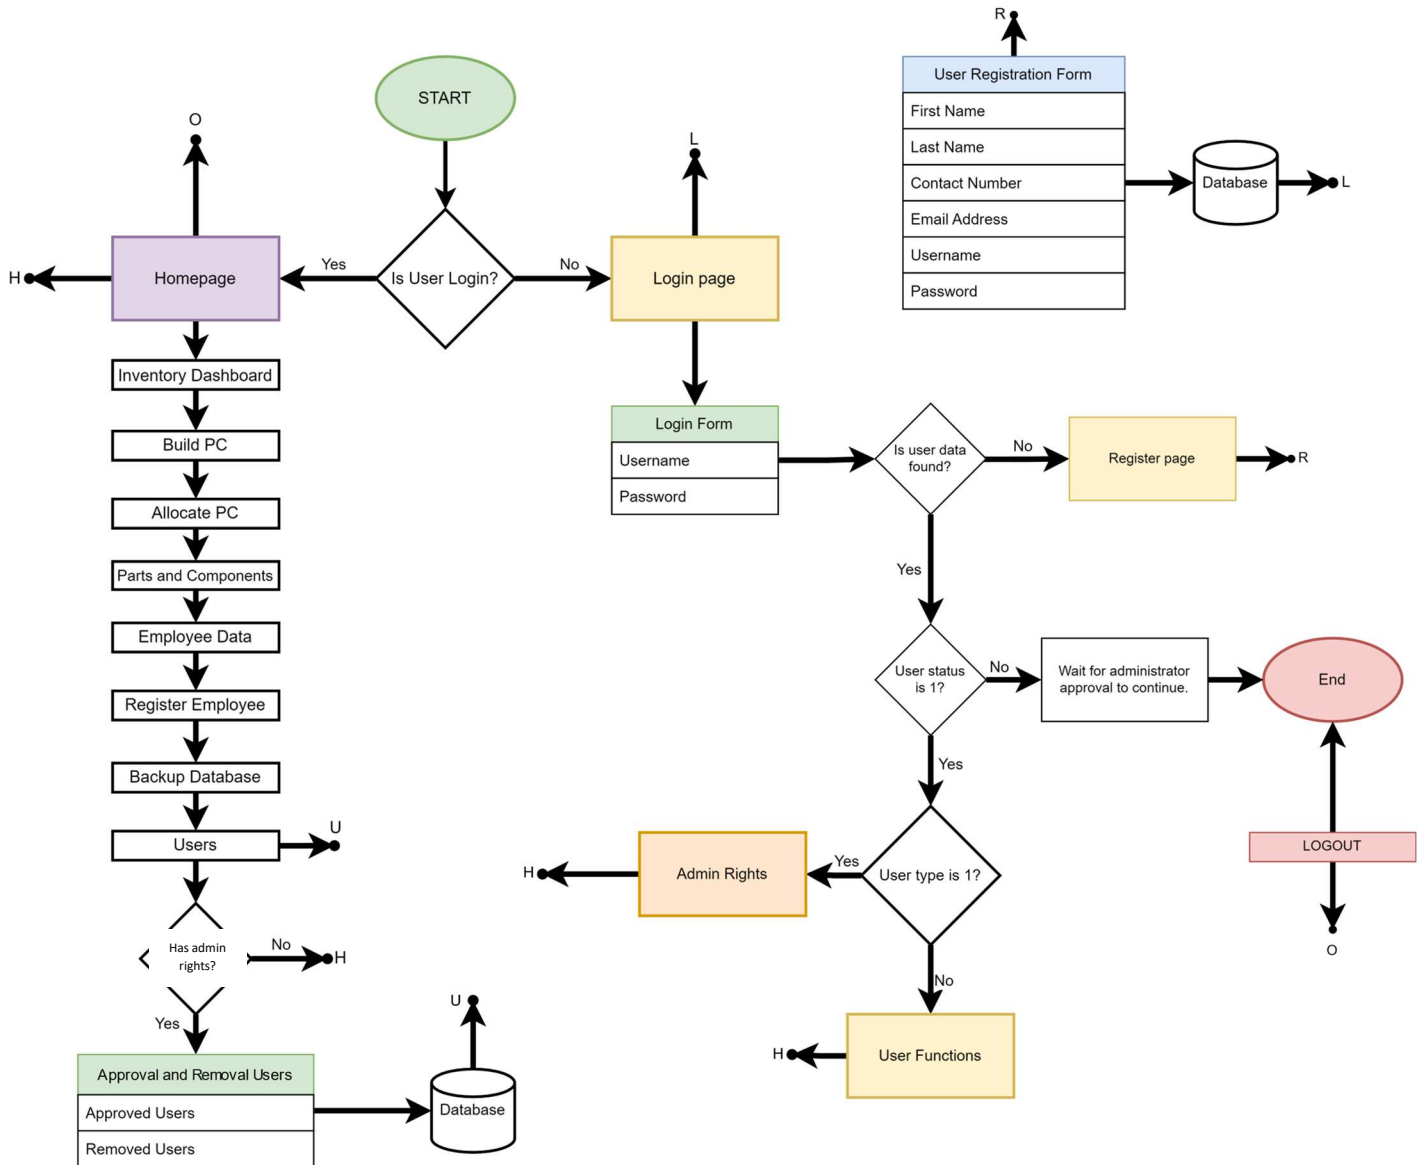 R
User Registration Form
First Name
Last Name
Contact Number
Email Address
Username
Password
Database
L
START
O
L
H
Homepage
Yes
Is User Login?
No
Login page
Inventory Dashboard
Build PC
Allocate PC
Parts and Components
Employee Data
Register Employee
Backup Database
Users
U
Has admin
rights?
No
H
Yes
Approval and Removal Users
Approved Users
Removed Users
Database
U
Login Form
Username
Password
Is user data
found?
No
Register page
R
Yes
User status
is 1?
No
Wait for administrator
approval to continue.
End
Yes
LOGOUT
O
User type is 1?
Yes
Admin Rights
H
No
User Functions
H